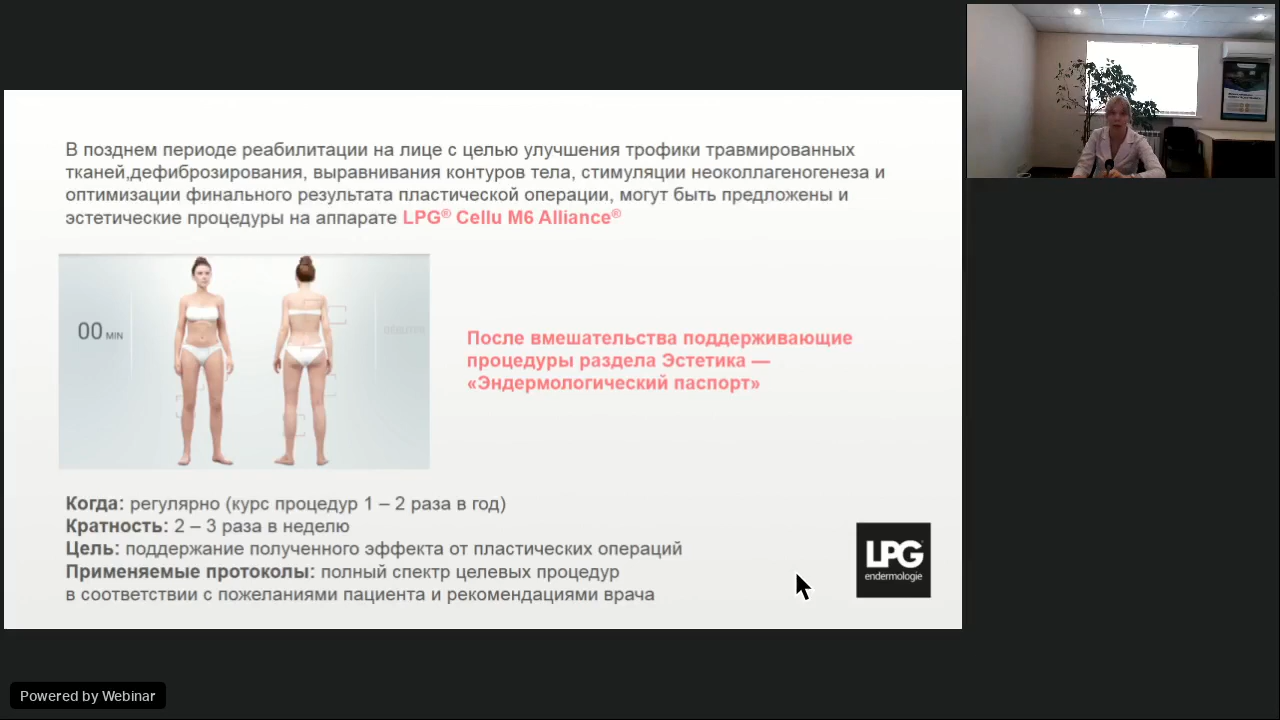 В позднем периоде реабилитации на лице с целью улучшения трофики травмированных
тканей,дефиброзирования, выравнивания контуров тела, стимуляции неоколлагеногенеза и
оптимизации финального результата пластической операции, могут быть предложены и
эстетические процедуры на аппарате LPG® Cellu M6 Alliance®
00 MIN
После вмешательства поддерживающие
процедуры раздела Эстетика —
«Эндермологический паспорт»
Когда: регулярно (курс процедур 1 – 2 раза в год)
Кратность: 2 – 3 раза в неделю
Цель: поддержание полученного эффекта от пластических операций
Применяемые протоколы: полный спектр целевых процедур
в соответствии с пожеланиями пациента и рекомендациями врача
LPG
endermologie
Powered by Webinar